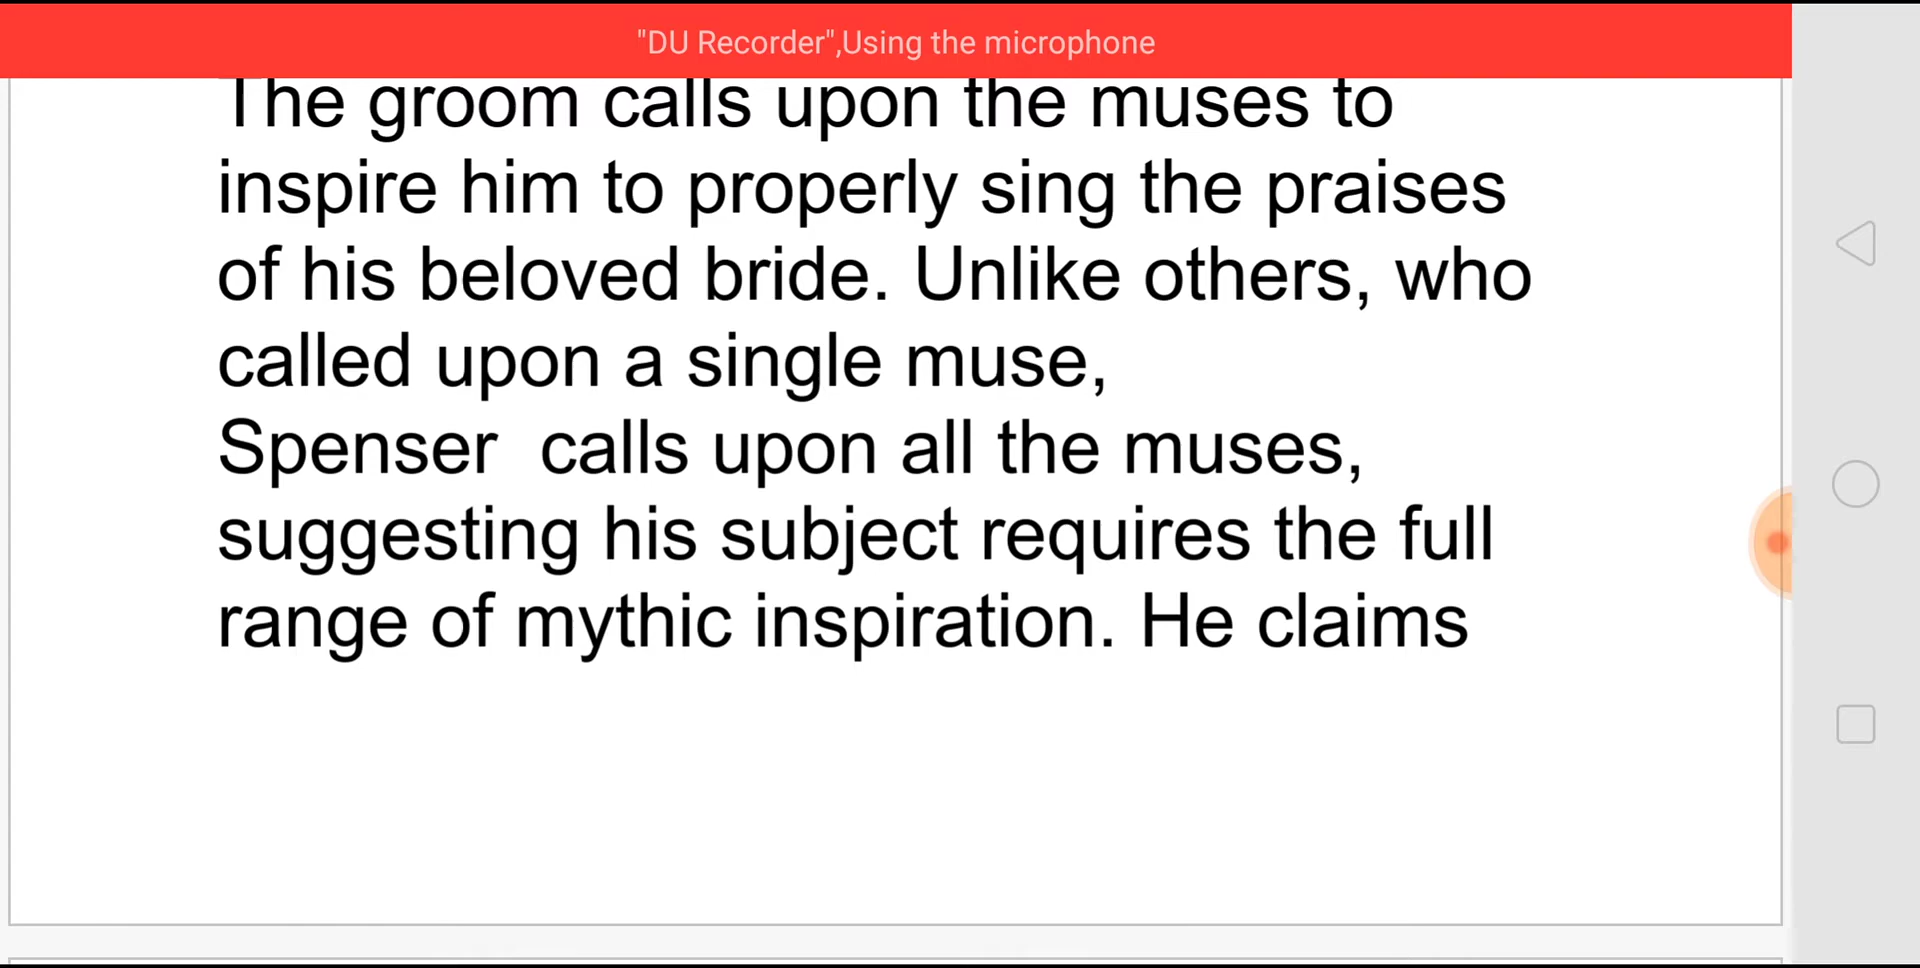 "DU Recorder",Using the microphone
The groom calls upon the muses to
inspire him to properly sing the praises
of his beloved bride. Unlike others, who
called upon a single muse,
Spenser  calls upon all the muses,
suggesting his subject requires the full
range of mythic inspiration. He claims